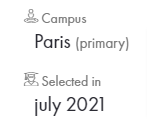 Campus
Paris (primary)
Selected in
july 2021